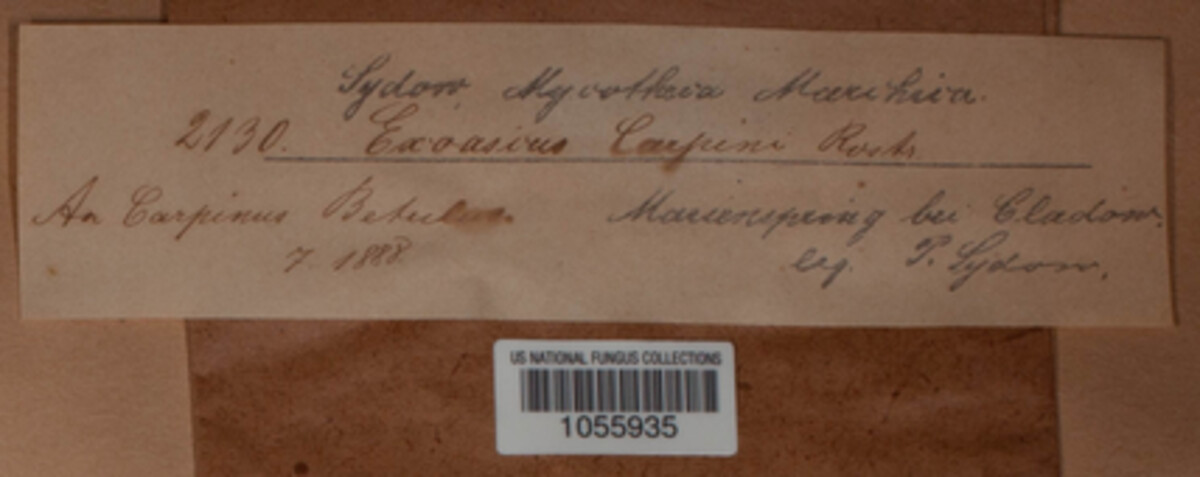 Sydow, Mycotheca Marchica.
2130. Exoascus Carpini Rostr.
An Carpinus Betulus. Marienspring bei Cladow.
7. 1888 leg. P. Sydow.
US NATIONAL FUNGUS COLLECTIONS
1055935